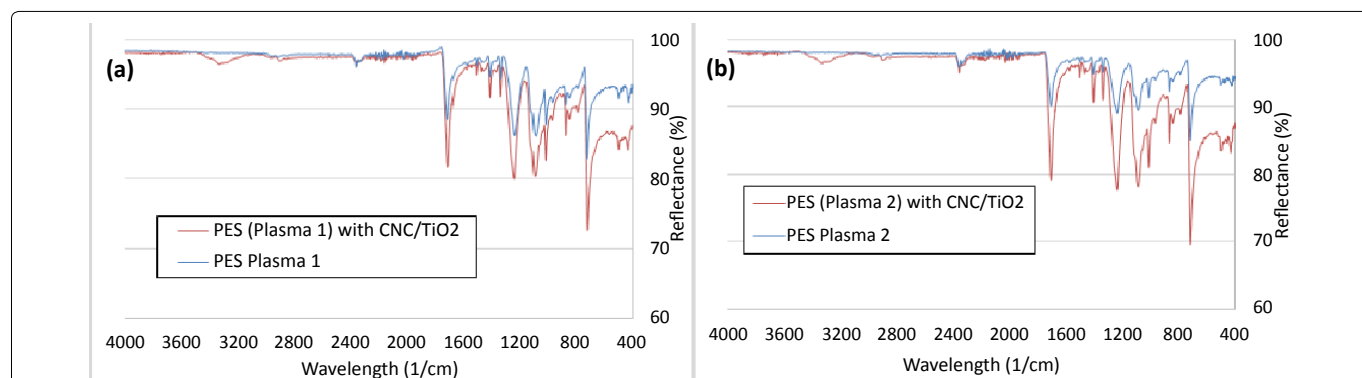 (a)
100
90
80
70
60
Reflectance (%)
PES (Plasma 1) with CNC/TiO2
PES Plasma 1
4000 3600 3200 2800 2400 2000 1600 1200 800 400
Wavelength (1/cm)
(b)
100
90
80
70
60
Reflectance (%)
PES (Plasma 2) with CNC/TiO2
PES Plasma 2
4000 3600 3200 2800 2400 2000 1600 1200 800 400
Wavelength (1/cm)